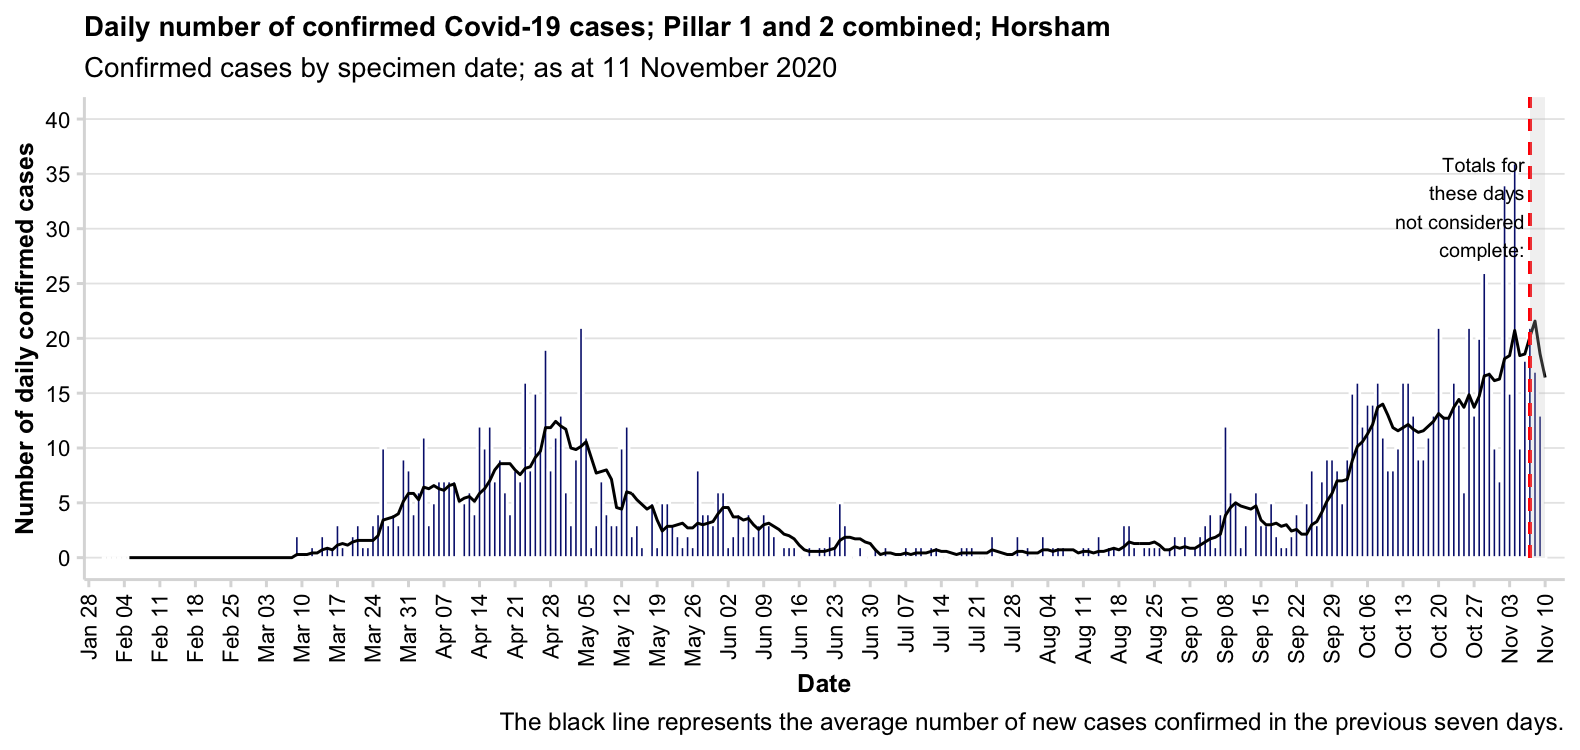 Daily number of confirmed Covid-19 cases; Pillar 1 and 2 combined; Horsham
Confirmed cases by specimen date; as at 11 November 2020
Number of daily confirmed cases
40
35
30
25
20
15
10
5
0
Totals for
these days
not considered
complete:
Jan 28
Feb 04
Feb 11
Feb 18
Feb 25
Mar 03
Mar 10
Mar 17
Mar 24
Mar 31
Apr 07
Apr 14
Apr 21
Apr 28
May 05
May 12
May 19
May 26
Jun 02
Jun 09
Jun 16
Jun 23
Jun 30
Jul 07
Jul 14
Jul 21
Jul 28
Aug 04
Aug 11
Aug 18
Aug 25
Sep 01
Sep 08
Sep 15
Sep 22
Sep 29
Oct 06
Oct 13
Oct 20
Oct 27
Nov 03
Nov 10
Date
The black line represents the average number of new cases confirmed in the previous seven days.